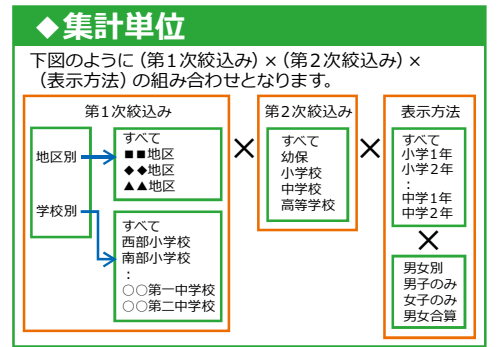 ◆集計単位
下図のように（第1次絞込み）×（第2次絞込み）×
（表示方法）の組み合わせとなります。
第1次絞込み
地区別
学校別
すべて
■■地区
◆◆地区
▲▲地区
すべて
西部小学校
南部小学校
：
○○第一中学校
○○第二中学校
×
第2次絞込み
すべて
幼保
小学校
中学校
高等学校
×
表示方法
すべて
小学1年
小学2年
：
中学1年
中学2年
×
男女別
男子のみ
女子のみ
男女合算